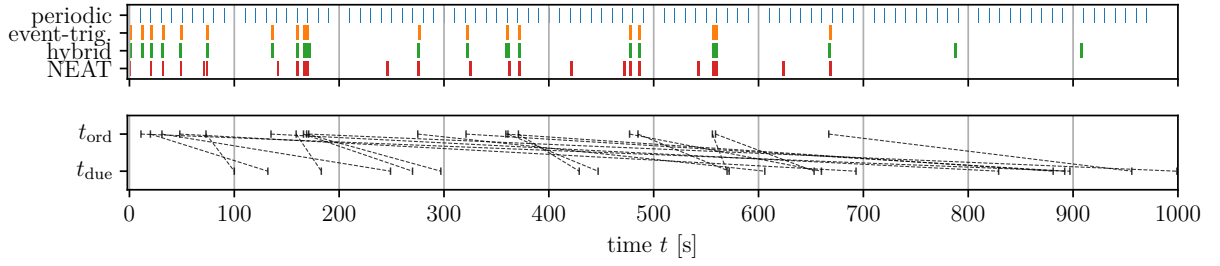 periodic
event-trig.
hybrid
NEAT
t_ord
t_due
0 100 200 300 400 500 600 700 800 900 1000
time t [s]